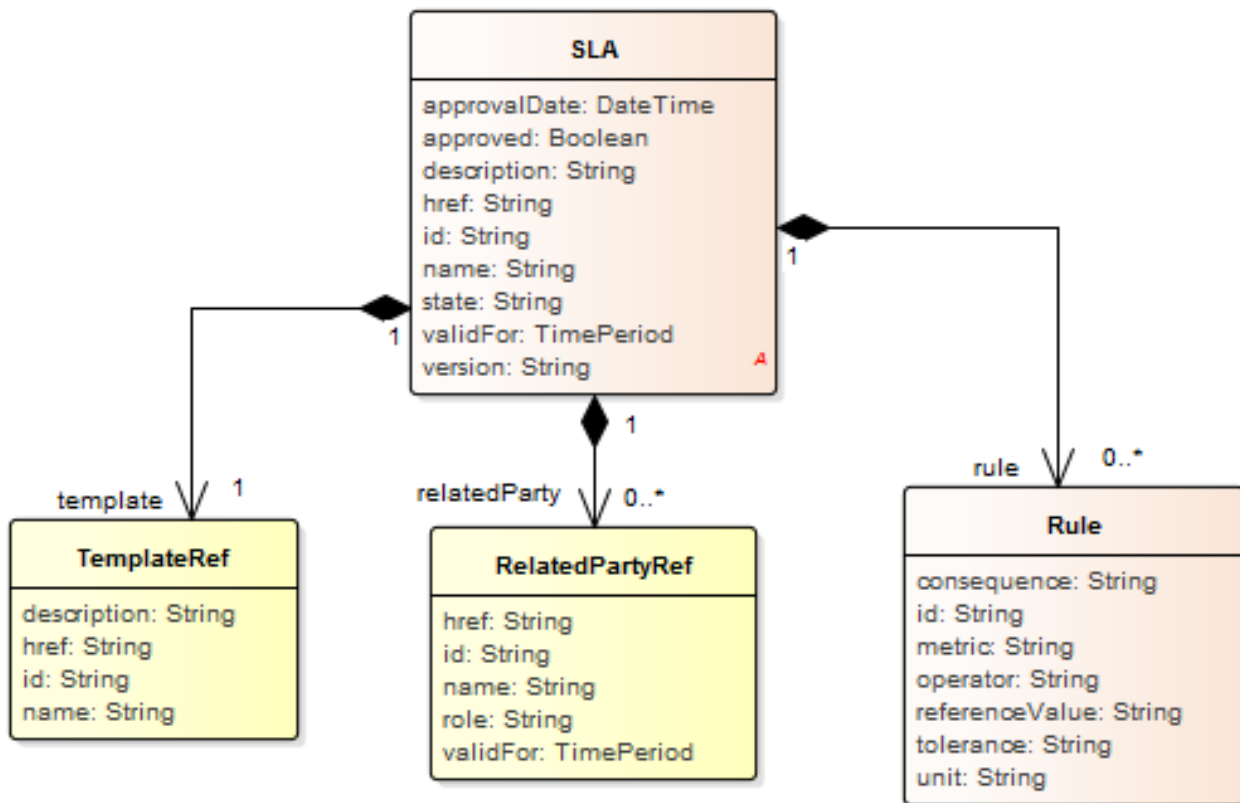 SLA
approvalDate: DateTime
approved: Boolean
description: String
href: String
id: String
name: String
state: String
validFor: TimePeriod
version: String
A
1
1
1
template
1
relatedParty
0..*
rule
0..*
TemplateRef
description: String
href: String
id: String
name: String
RelatedPartyRef
href: String
id: String
name: String
role: String
validFor: TimePeriod
Rule
consequence: String
id: String
metric: String
operator: String
referenceValue: String
tolerance: String
unit: String